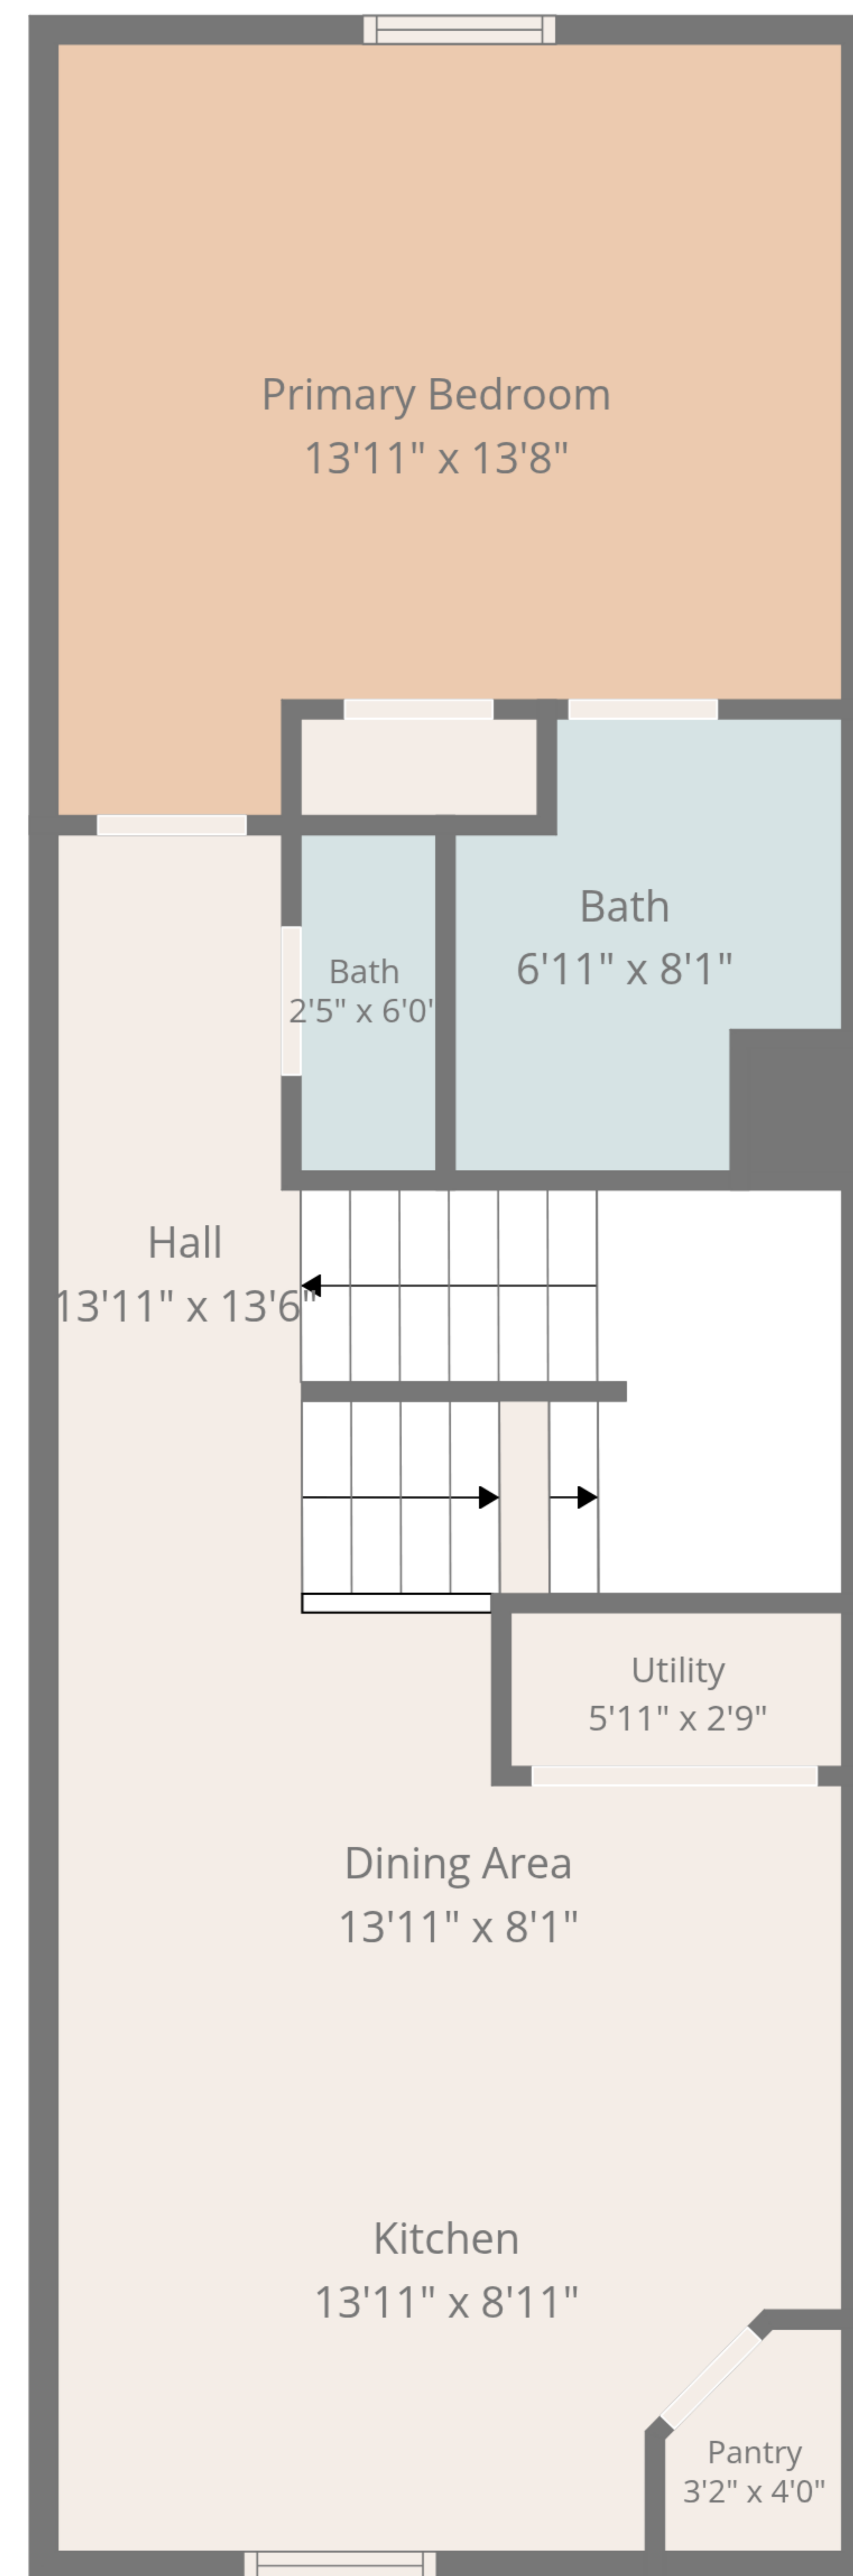 Primary Bedroom
13'11" x 13'8"
Bath
6'11" x 8'1"
Bath
2'5" x 6'0'
Hall
13'11" x 13'6"
Utility
5'11" x 2'9"
Dining Area
13'11" x 8'1"
Kitchen
13'11" x 8'11"
Pantry
3'2" x 4'0"